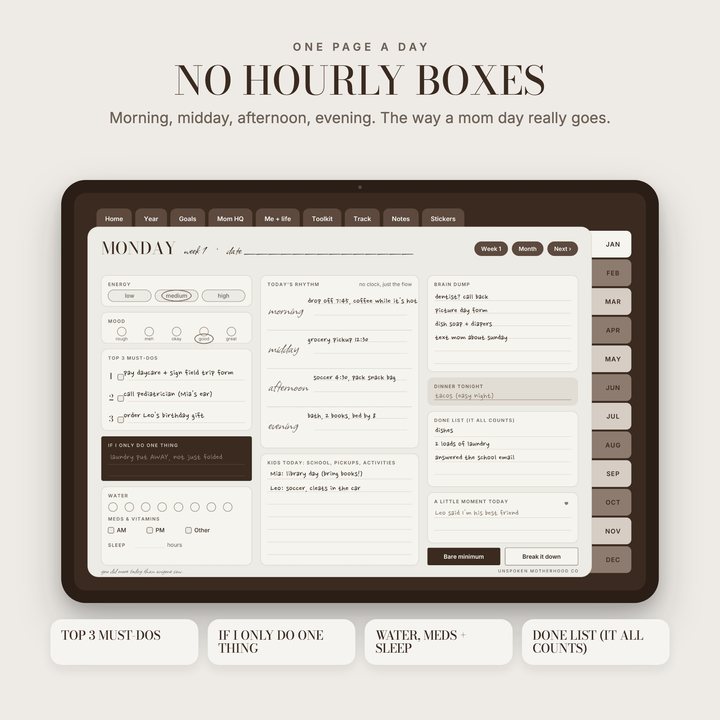 ONE PAGE A DAY
NO HOURLY BOXES
Morning, midday, afternoon, evening. The way a mom day really goes.
Home Year Goals Mom HQ Me + life Toolkit Track Notes Stickers
MONDAY week 1 · date
Week 1 Month Next ›
ENERGY
low medium high
MOOD
rough meh okay good great
TOP 3 MUST-DOS
1 pay daycare + sign field trip form
2 call pediatrician (Mia's ear)
3 order Leo's birthday gift
IF I ONLY DO ONE THING
laundry put AWAY, not just folded
WATER
MEDS & VITAMINS
AM PM Other
SLEEP hours
you did more today than anyone saw
TODAY'S RHYTHM no clock, just the flow
drop off 7:45, coffee while it's hot
morning
grocery pickup 12:30
midday
soccer 4:30, pack snack bag
afternoon
bath, 2 books, bed by 8
evening
KIDS TODAY: SCHOOL, PICKUPS, ACTIVITIES
Mia: library day (bring books!)
Leo: soccer, cleats in the car
BRAIN DUMP
dentist? call back
picture day form
dish soap + diapers
text mom about sunday
DINNER TONIGHT
tacos (easy night)
DONE LIST (IT ALL COUNTS)
dishes
2 loads of laundry
answered the school email
A LITTLE MOMENT TODAY
Leo said i'm his best friend
Bare minimum Break it down
UNSPOKEN MOTHERHOOD CO
JAN
FEB
MAR
APR
MAY
JUN
JUL
AUG
SEP
OCT
NOV
DEC
TOP 3 MUST-DOS
IF I ONLY DO ONE
THING
WATER, MEDS +
SLEEP
DONE LIST (IT ALL
COUNTS)